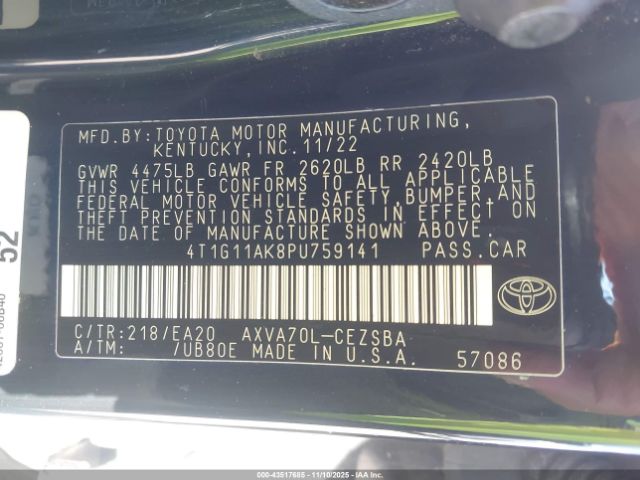 MFD.BY:TOYOTA MOTOR MANUFACTURING,
KENTUCKY,INC.11/22
GVWR 4475LB GAWR FR 2620LB RR 2420LB
THIS VEHICLE CONFORMS TO ALL APPLICABLE
FEDERAL MOTOR VEHICLE SAFETY,BUMPER,AND
THEFT PREVENTION STANDARDS IN EFFECT ON
THE DATE OF MANUFACTURE SHOWN ABOVE.
4T1G11AK8PU759141 PASS.CAR
C/TR:218/EA20 AXVA70L-CEZSBA
A/TM: /UB80E MADE IN U.S.A. 57086
52
000-43517685 - 11/10/2025 - IAAI.CA